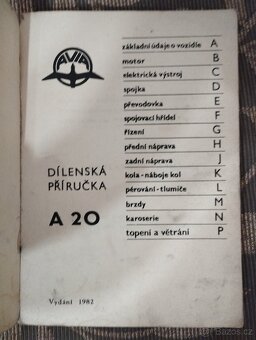 AVIA
základní údaje o vozidle A
motor B
elektrická výstroj C
spojka D
převodovka E
spojovací hřídel F
řízení G
přední náprava H
zadní náprava J
kola - náboje kol K
pérování - tlumiče L
brzdy M
karoserie N
topení a větrání P
DÍLENSKÁ
PŘÍRUČKA
A 20
Vydání 1982